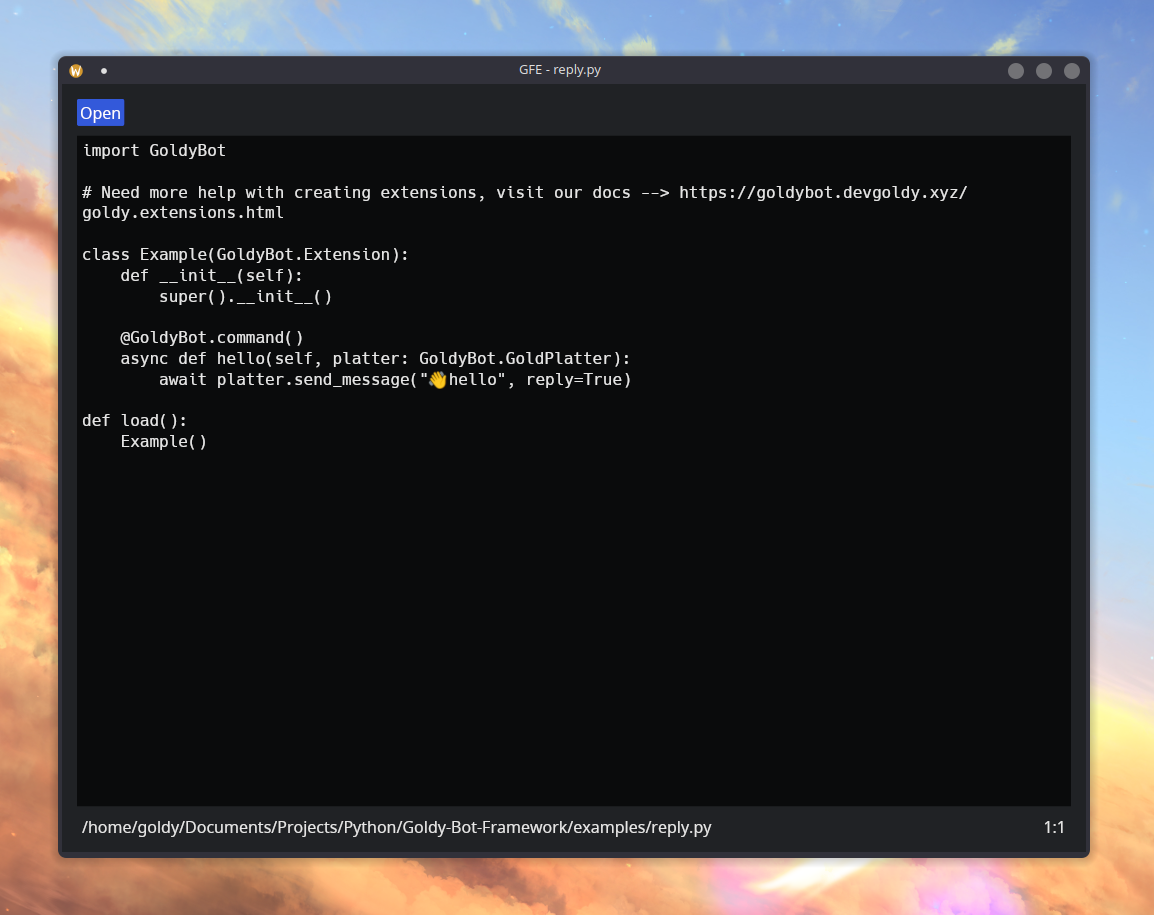 GFE - reply.py
Open
import GoldyBot
# Need more help with creating extensions, visit our docs --> https://goldybot.devgoldy.xyz/
goldy.extensions.html
class Example(GoldyBot.Extension):
    def __init__(self):
        super().__init__()
    @GoldyBot.command()
    async def hello(self, platter: GoldyBot.GoldPlatter):
        await platter.send_message("👋hello", reply=True)
def load():
    Example()
/home/goldy/Documents/Projects/Python/Goldy-Bot-Framework/examples/reply.py 1:1